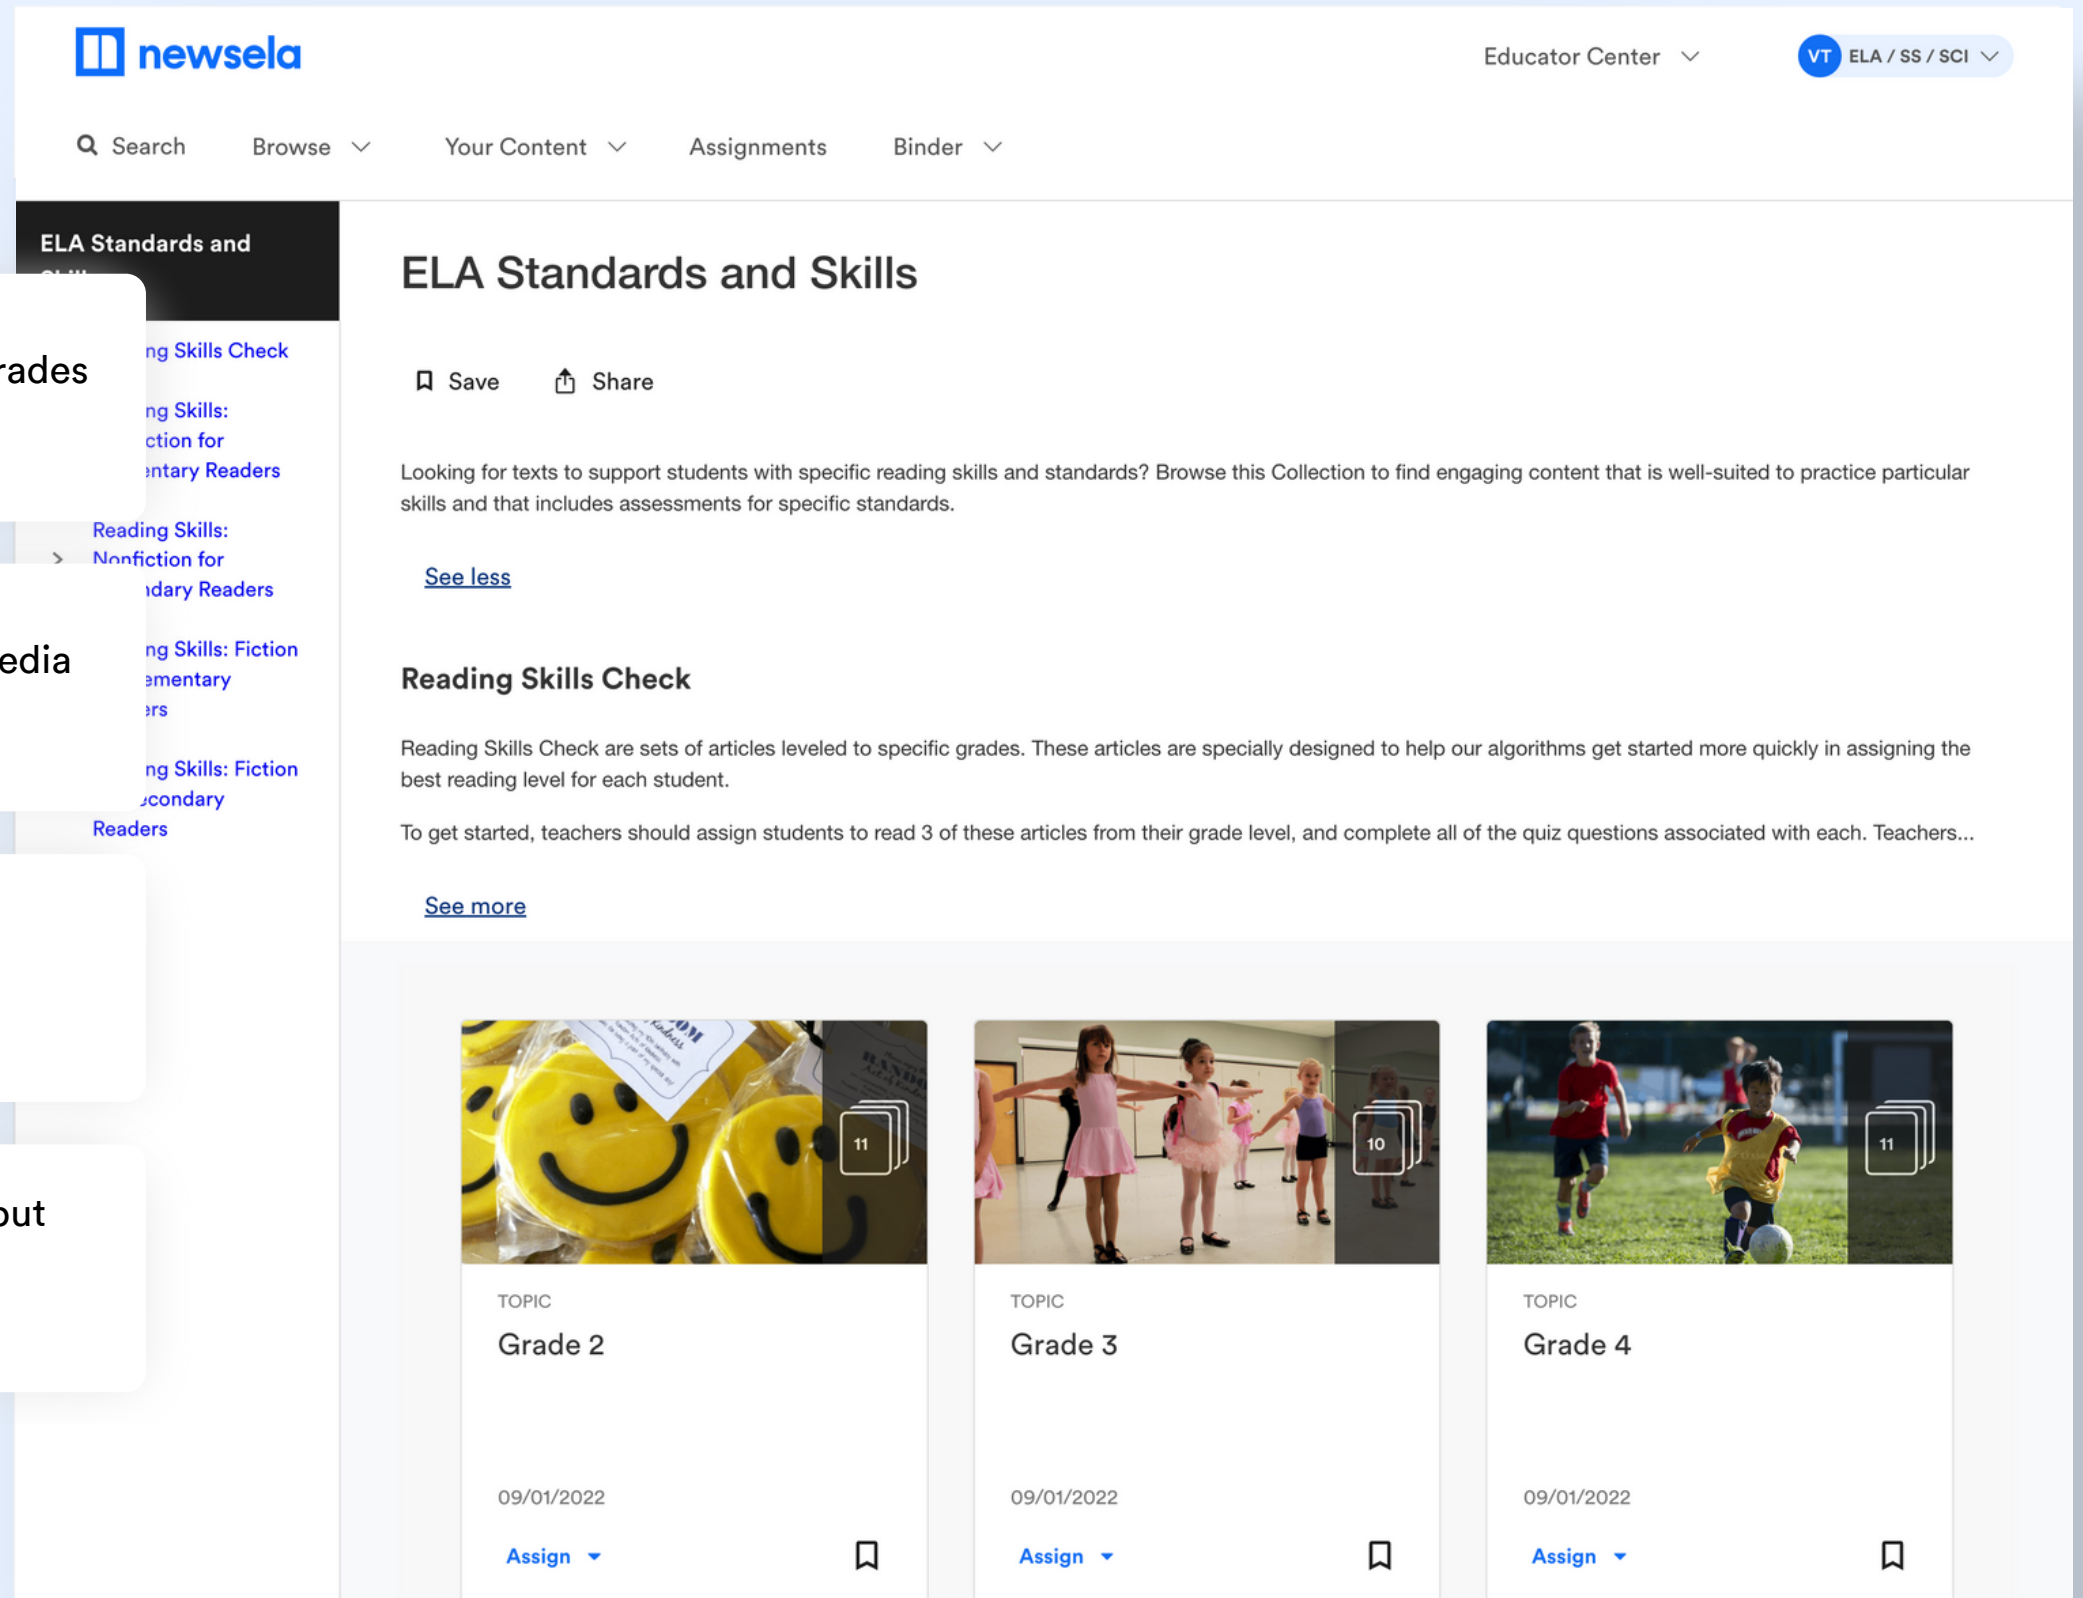 newsela
Educator Center
VT ELA / SS / SCI
Search Browse Your Content Assignments Binder
ELA Standards and
ELA Standards and Skills
Save Share
Looking for texts to support students with specific reading skills and standards? Browse this Collection to find engaging content that is well-suited to practice particular
skills and that includes assessments for specific standards.
See less
Reading Skills Check
Reading Skills Check are sets of articles leveled to specific grades. These articles are specially designed to help our algorithms get started more quickly in assigning the
best reading level for each student.
To get started, teachers should assign students to read 3 of these articles from their grade level, and complete all of the quiz questions associated with each. Teachers...
See more
rades
edia
out
ng Skills Check
ng Skills:
ction for
entary Readers
Reading Skills:
Nonfiction for
ndary Readers
ng Skills: Fiction
ementary
ers
ng Skills: Fiction
econdary
Readers
11
TOPIC
Grade 2
09/01/2022
Assign
10
TOPIC
Grade 3
09/01/2022
Assign
11
TOPIC
Grade 4
09/01/2022
Assign